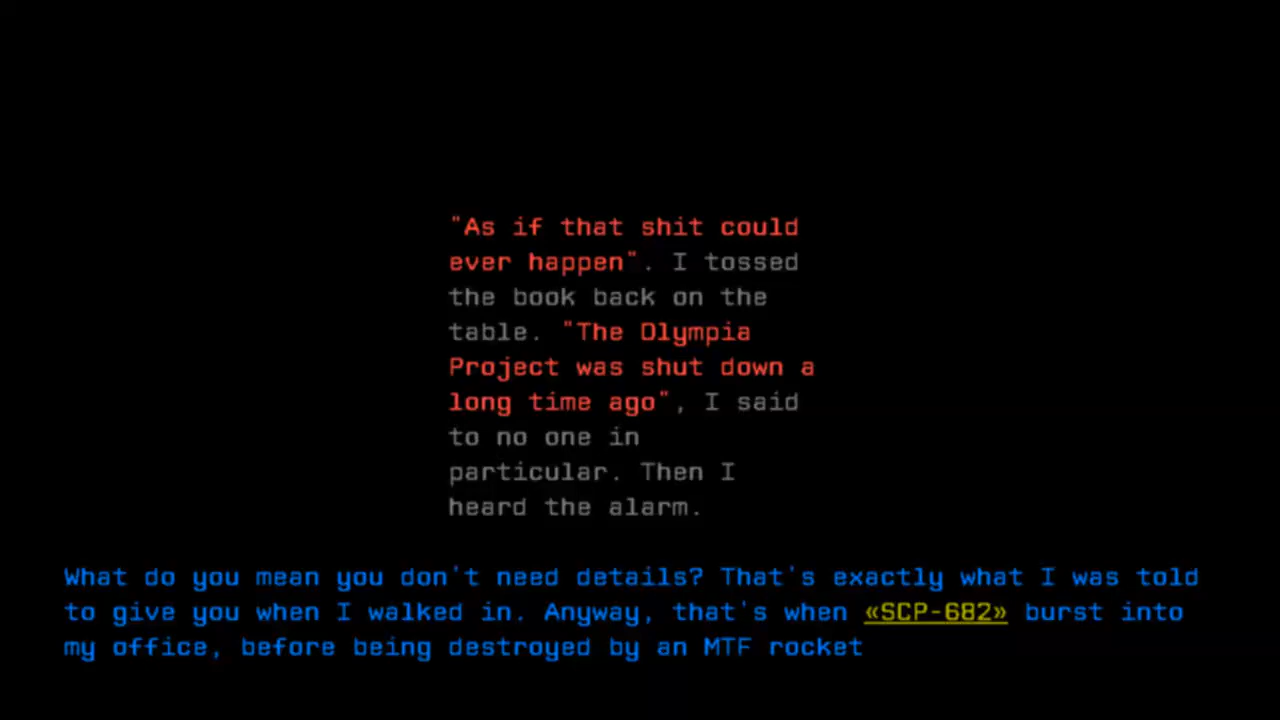 "As if that shit could
ever happen". I tossed
the book back on the
table. "The Olympia
Project was shut down a
long time ago", I said
to no one in
particular. Then I
heard the alarm.
What do you mean you don't need details? That's exactly what I was told
to give you when I walked in. Anyway, that's when «SCP-682» burst into
my office, before being destroyed by an MTF rocket